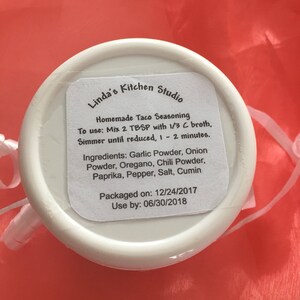 Linda's Kitchen Studio
Homemade Taco Seasoning
To use: Mix 2 TBSP with 1/3 C broth.
Simmer until reduced, 1 - 2 minutes.
Ingredients: Garlic Powder, Onion
Powder, Oregano, Chili Powder,
Paprika, Pepper, Salt, Cumin
Packaged on: 12/24/2017
Use by: 06/30/2018